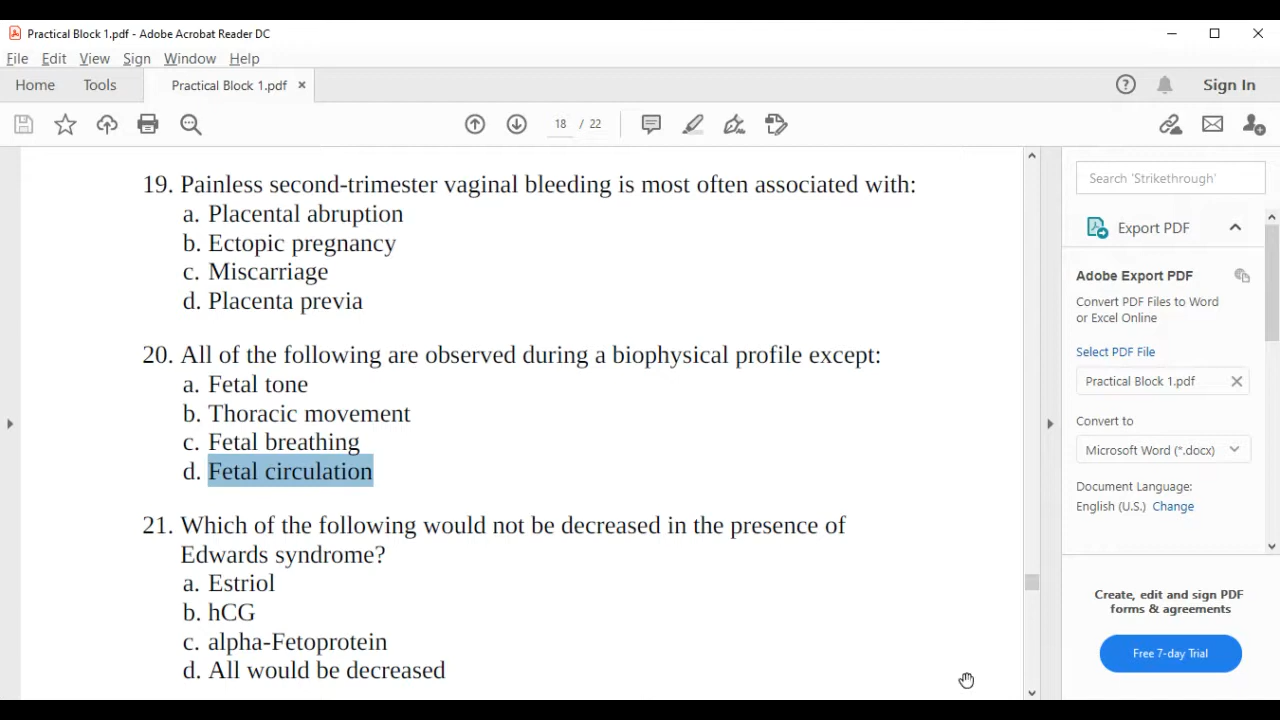 Practical Block 1.pdf - Adobe Acrobat Reader DC
File Edit View Sign Window Help
Home Tools Practical Block 1.pdf × Sign In
18 / 22
19. Painless second-trimester vaginal bleeding is most often associated with:
a. Placental abruption
b. Ectopic pregnancy
c. Miscarriage
d. Placenta previa
20. All of the following are observed during a biophysical profile except:
a. Fetal tone
b. Thoracic movement
c. Fetal breathing
d. Fetal circulation
21. Which of the following would not be decreased in the presence of
Edwards syndrome?
a. Estriol
b. hCG
c. alpha-Fetoprotein
d. All would be decreased
Search 'Strikethrough'
Export PDF
Adobe Export PDF
Convert PDF Files to Word
or Excel Online
Select PDF File
Practical Block 1.pdf
Convert to
Microsoft Word (*.docx)
Document Language:
English (U.S.) Change
Create, edit and sign PDF
forms & agreements
Free 7-day Trial